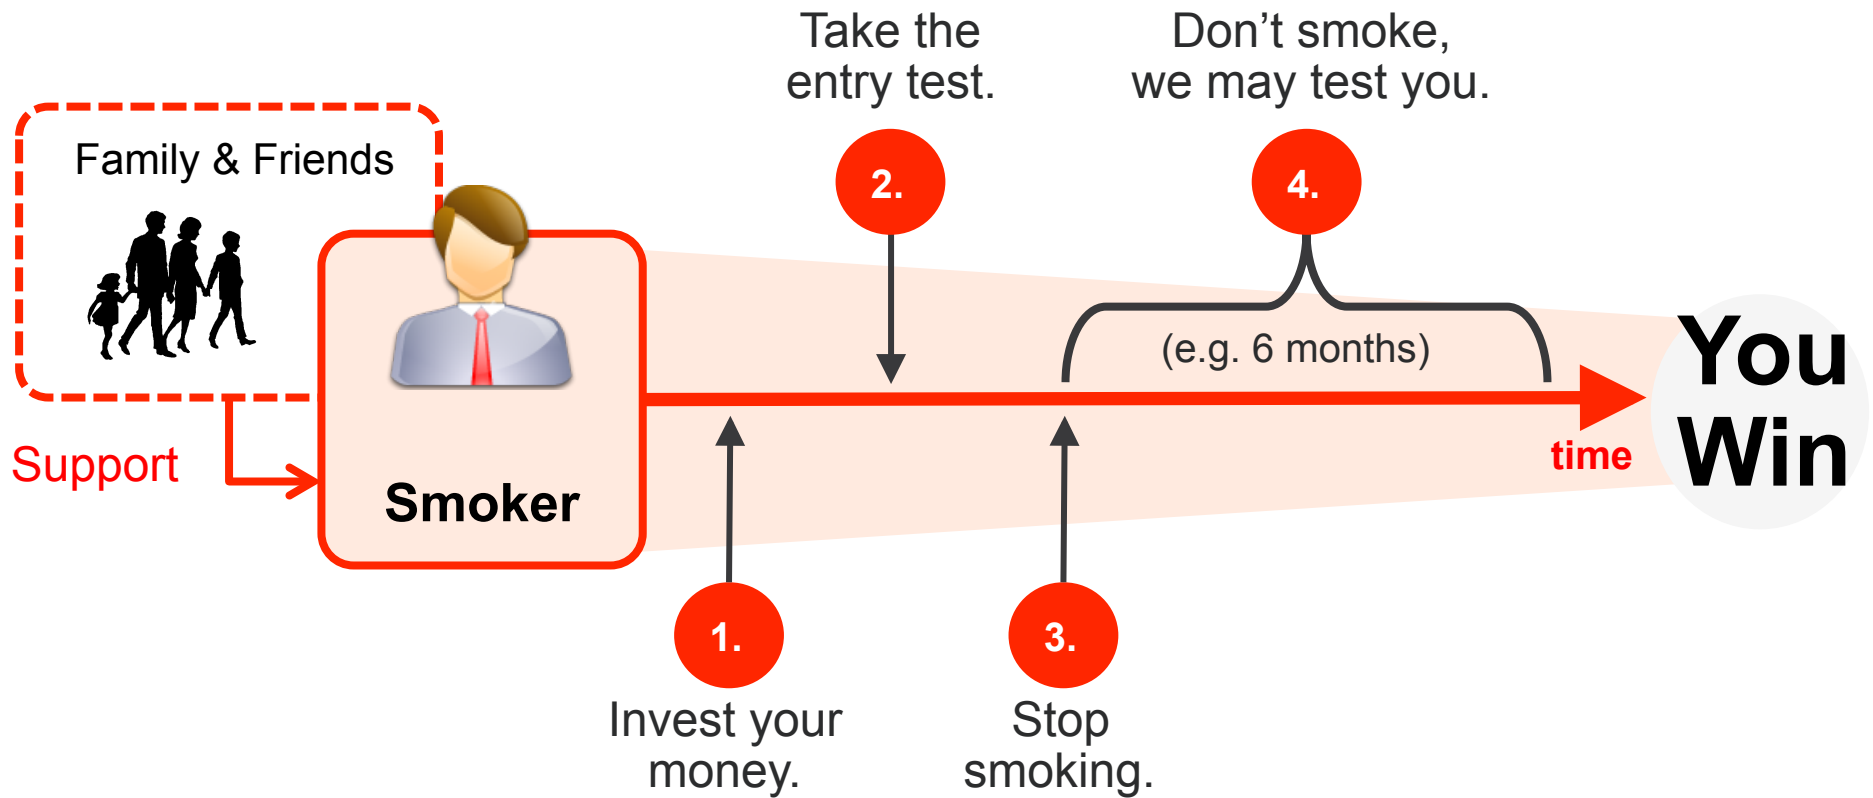 Take the
entry test.
Don’t smoke,
we may test you.
Family & Friends
2.
4.
(e.g. 6 months)
You
Win
Support
Smoker
time
1.
3.
Invest your
money.
Stop
smoking.